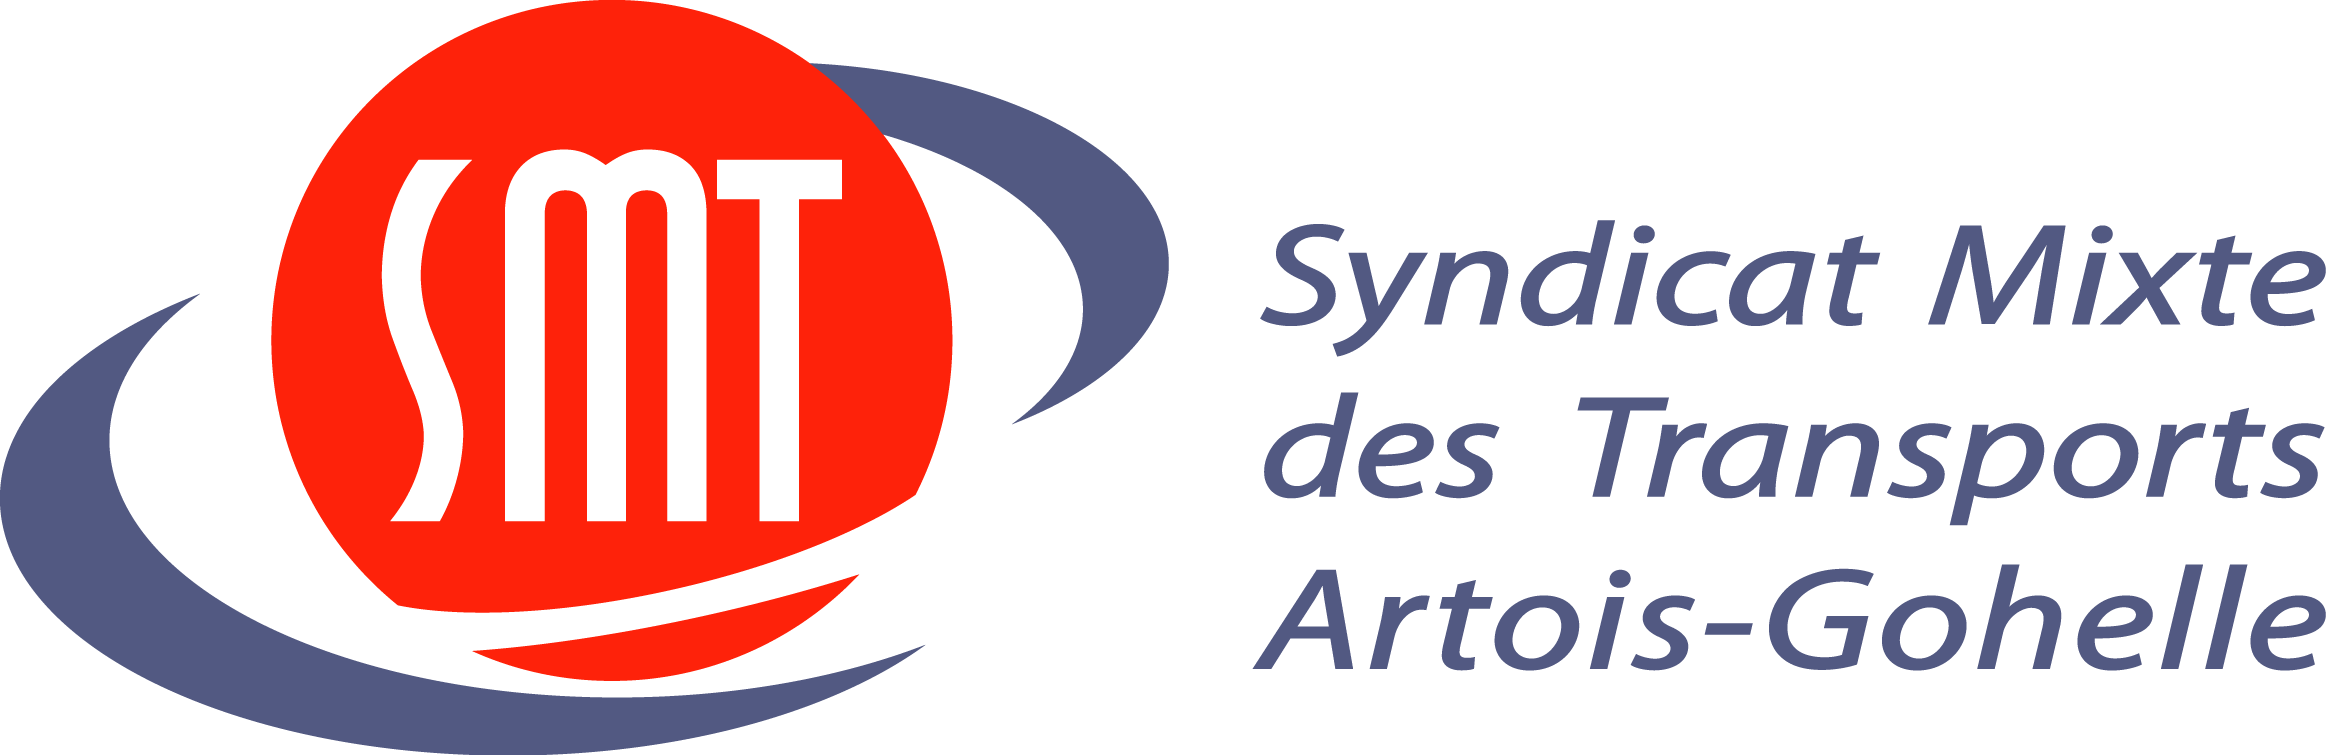 SMT
Syndicat Mixte
des Transports
Artois-Gohelle